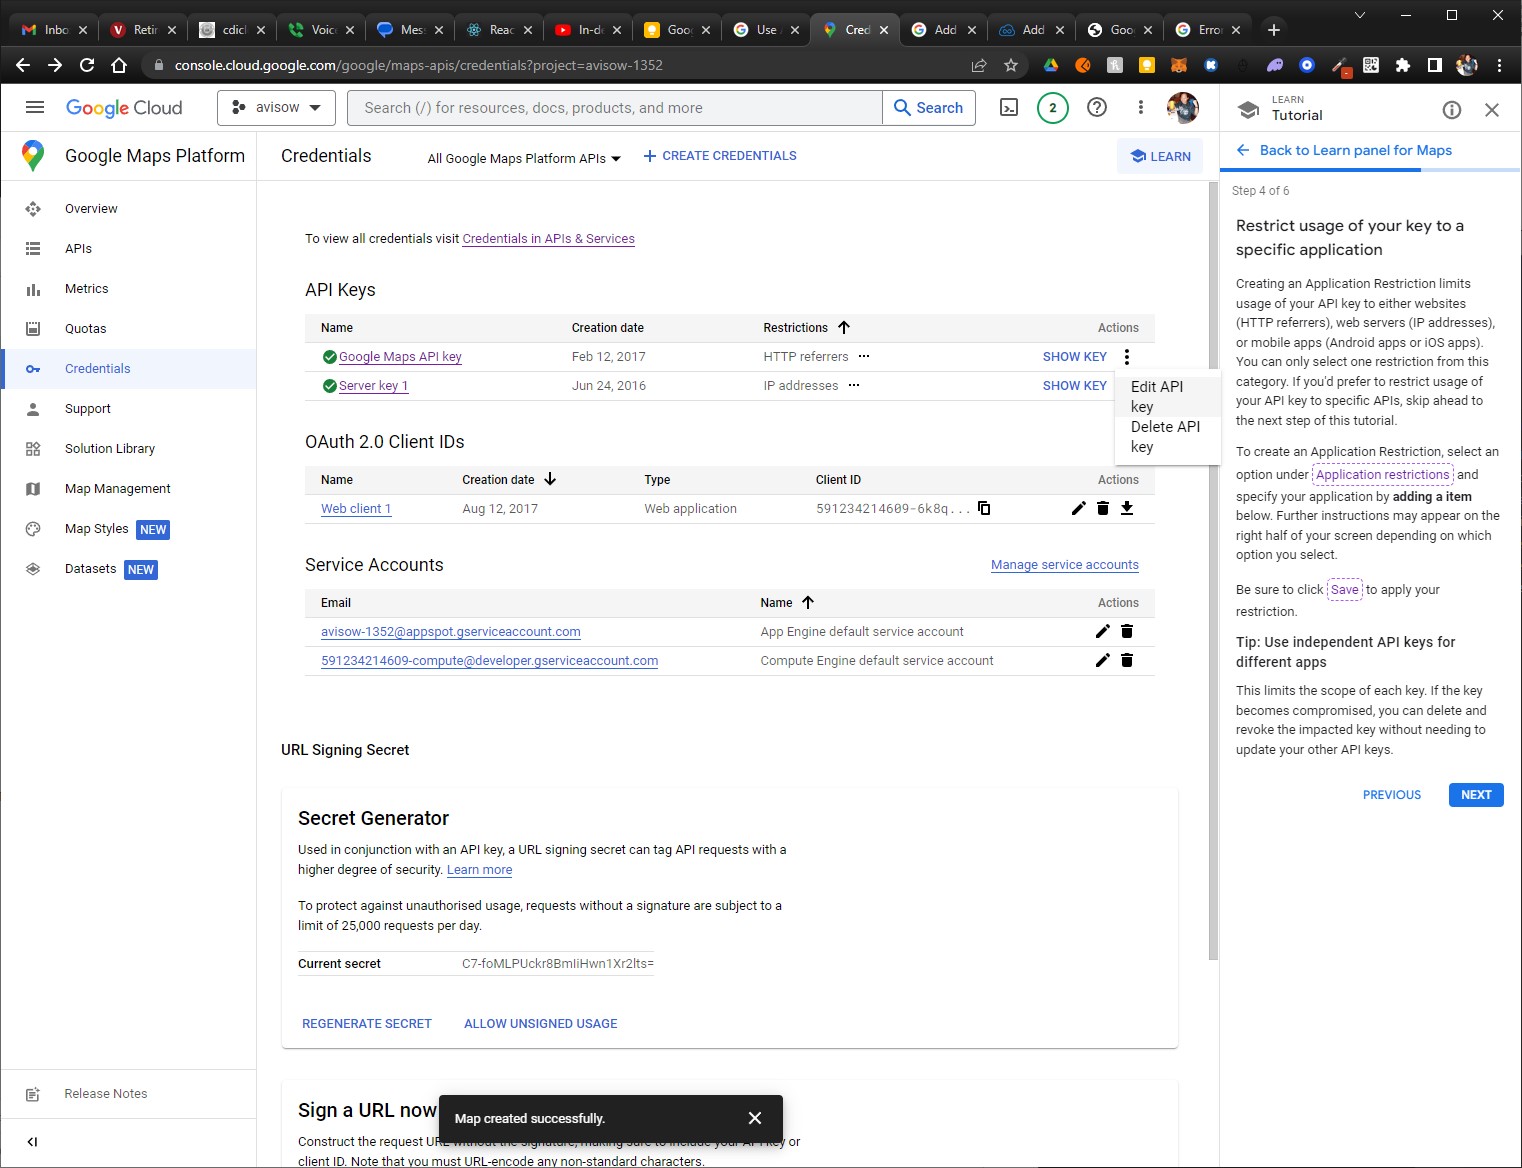 Inbo
Retir
cdicl
Voice
Mes
Reac
In-de
Goog
Use
Cred
Add
Add
Goo
Erro
console.cloud.google.com/google/maps-apis/credentials?project=avisow-1352
Google Cloud
avisow
Search (/) for resources, docs, products, and more
Search
2
LEARN
Tutorial
Google Maps Platform
Overview
APIs
Metrics
Quotas
Credentials
Support
Solution Library
Map Management
Map Styles NEW
Datasets NEW
Release Notes
Credentials
All Google Maps Platform APIs
CREATE CREDENTIALS
LEARN
To view all credentials visit Credentials in APIs & Services
API Keys
Name Creation date Restrictions Actions
Google Maps API key Feb 12, 2017 HTTP referrers ... SHOW KEY
Server key 1 Jun 24, 2016 IP addresses ... SHOW KEY
Edit API
key
Delete API
key
OAuth 2.0 Client IDs
Name Creation date Type Client ID Actions
Web client 1 Aug 12, 2017 Web application 591234214609-6k8q...
Service Accounts
Manage service accounts
Email Name Actions
avisow-1352@appspot.gserviceaccount.com App Engine default service account
591234214609-compute@developer.gserviceaccount.com Compute Engine default service account
URL Signing Secret
Secret Generator
Used in conjunction with an API key, a URL signing secret can tag API requests with a
higher degree of security. Learn more
To protect against unauthorised usage, requests without a signature are subject to a
limit of 25,000 requests per day.
Current secret C7-foMLPUckr8BmIiHwn1Xr2lts=
REGENERATE SECRET ALLOW UNSIGNED USAGE
Sign a URL now
Construct the request URL without the signature, making sure to include your API key or
client ID. Note that you must URL-encode any non-standard characters.
Map created successfully.
Back to Learn panel for Maps
Step 4 of 6
Restrict usage of your key to a
specific application
Creating an Application Restriction limits
usage of your API key to either websites
(HTTP referrers), web servers (IP addresses),
or mobile apps (Android apps or iOS apps).
You can only select one restriction from this
category. If you'd prefer to restrict usage of
your API key to specific APIs, skip ahead to
the next step of this tutorial.
To create an Application Restriction, select an
option under Application restrictions and
specify your application by adding a item
below. Further instructions may appear on the
right half of your screen depending on which
option you select.
Be sure to click Save to apply your
restriction.
Tip: Use independent API keys for
different apps
This limits the scope of each key. If the key
becomes compromised, you can delete and
revoke the impacted key without needing to
update your other API keys.
PREVIOUS NEXT